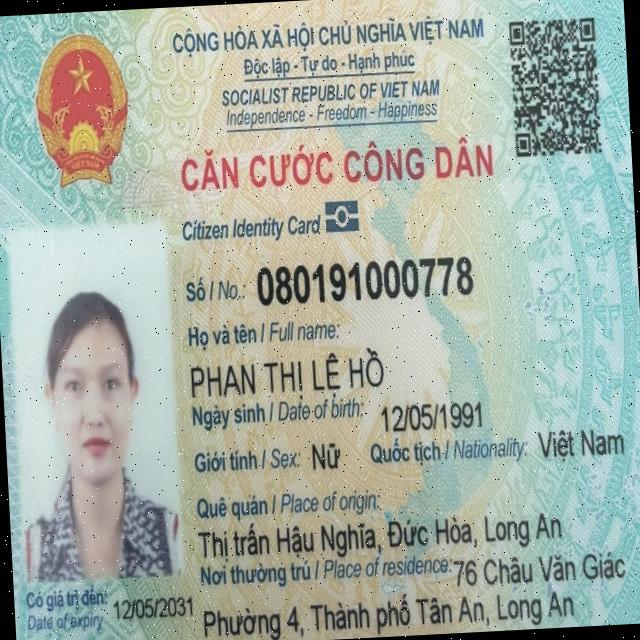 CỘNG HÒA XÃ HỘI CHỦ NGHĨA VIỆT NAM
Độc lập - Tự do - Hạnh phúc
SOCIALIST REPUBLIC OF VIET NAM
Independence - Freedom - Happiness
CĂN CƯỚC CÔNG DÂN
Citizen Identity Card
Số / No.: 080191000778
Họ và tên / Full name:
PHAN THỊ LỆ HỒ
Ngày sinh / Date of birth: 12/05/1991
Giới tính / Sex: Nữ Quốc tịch / Nationality: Việt Nam
Quê quán / Place of origin:
Thị trấn Hậu Nghĩa, Đức Hòa, Long An
Nơi thường trú / Place of residence: 76 Châu Văn Giác
Phường 4, Thành phố Tân An, Long An
Có giá trị đến: 12/05/2031
Date of expiry
VIỆT NAM